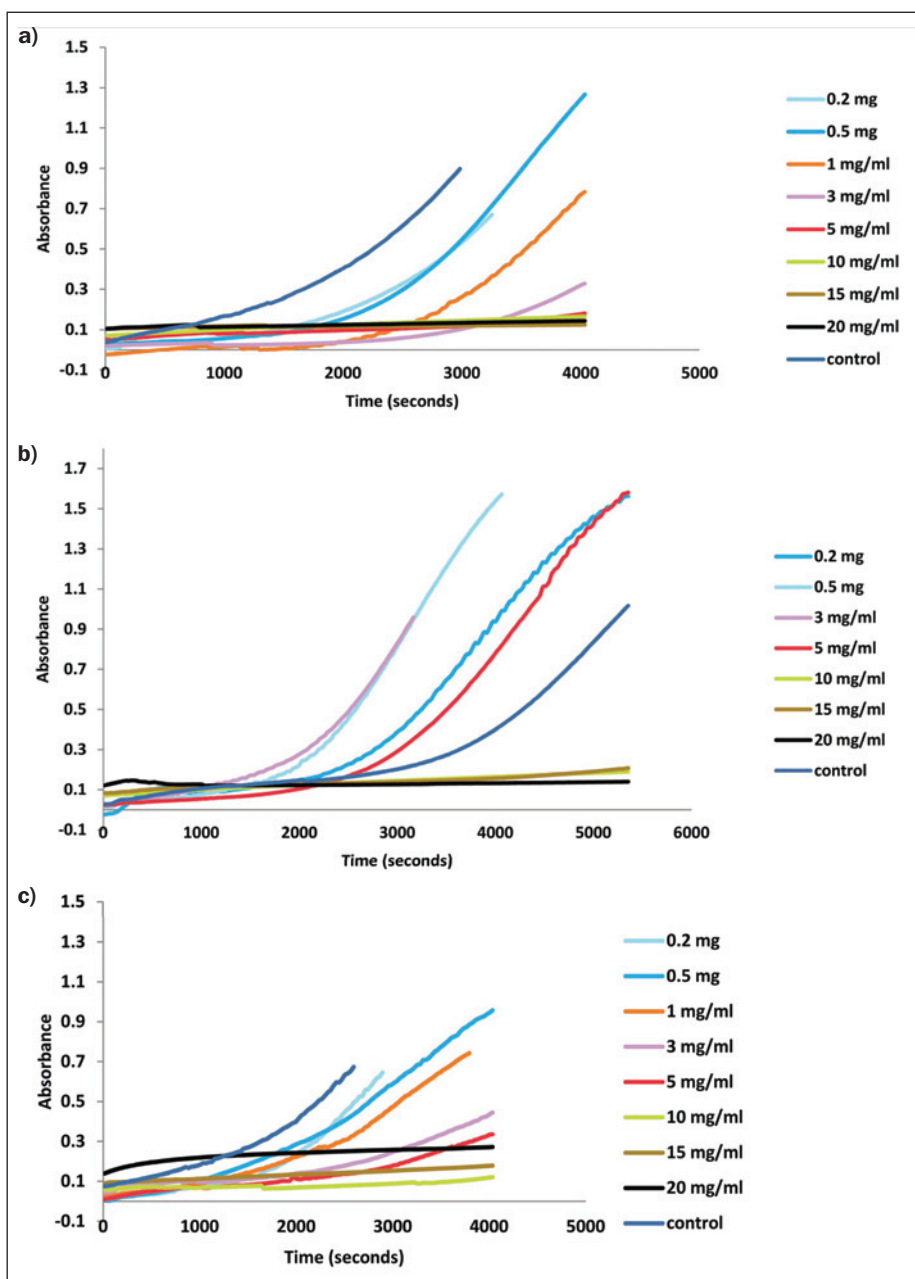 a)
1.5
1.3
1.1
0.9
0.7
0.5
0.3
0.1
-0.1
Absorbance
0
1000
2000
3000
4000
5000
Time (seconds)
0.2 mg
0.5 mg
1 mg/ml
3 mg/ml
5 mg/ml
10 mg/ml
15 mg/ml
20 mg/ml
control
b)
1.7
1.5
1.3
1.1
0.9
0.7
0.5
0.3
0.1
-0.1
Absorbance
0
1000
2000
3000
4000
5000
6000
Time (seconds)
0.2 mg
0.5 mg
3 mg/ml
5 mg/ml
10 mg/ml
15 mg/ml
20 mg/ml
control
c)
1.5
1.3
1.1
0.9
0.7
0.5
0.3
0.1
-0.1
Absorbance
0
1000
2000
3000
4000
5000
Time (seconds)
0.2 mg
0.5 mg
1 mg/ml
3 mg/ml
5 mg/ml
10 mg/ml
15 mg/ml
20 mg/ml
control